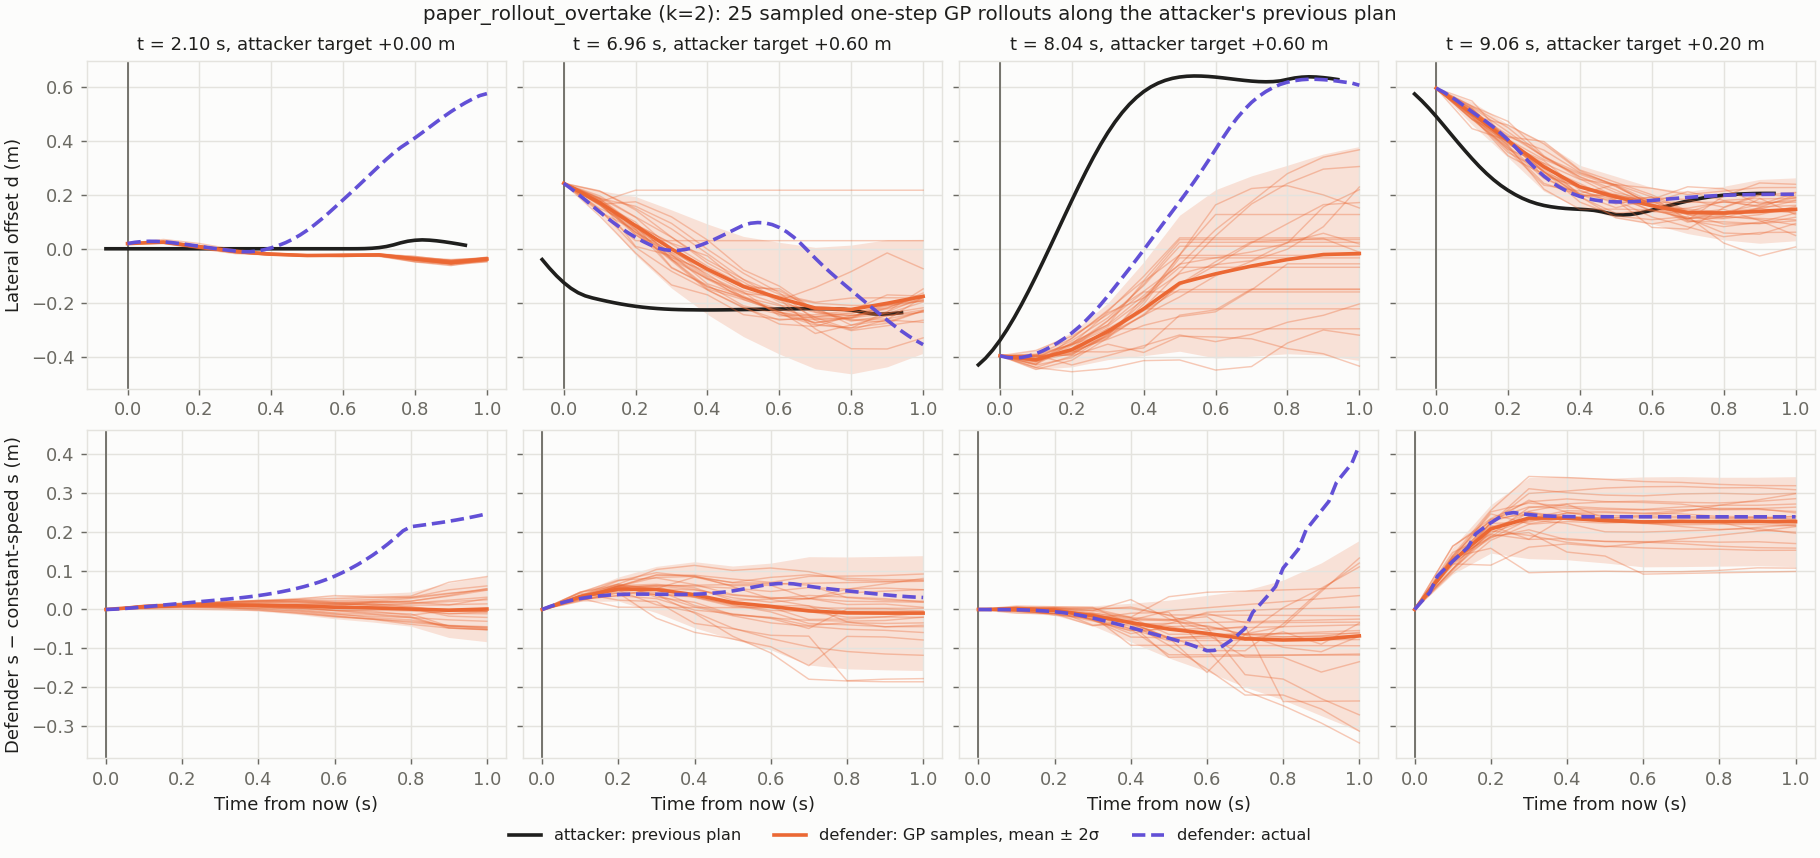 paper_rollout_overtake (k=2): 25 sampled one-step GP rollouts along the attacker's previous plan
t = 2.10 s, attacker target +0.00 m
t = 6.96 s, attacker target +0.60 m
t = 8.04 s, attacker target +0.60 m
t = 9.06 s, attacker target +0.20 m
Lateral offset d (m)
0.6
0.4
0.2
0.0
−0.2
−0.4
0.0 0.2 0.4 0.6 0.8 1.0
0.0 0.2 0.4 0.6 0.8 1.0
0.0 0.2 0.4 0.6 0.8 1.0
0.0 0.2 0.4 0.6 0.8 1.0
Defender s − constant-speed s (m)
0.4
0.3
0.2
0.1
0.0
−0.1
−0.2
−0.3
0.0 0.2 0.4 0.6 0.8 1.0
0.0 0.2 0.4 0.6 0.8 1.0
0.0 0.2 0.4 0.6 0.8 1.0
0.0 0.2 0.4 0.6 0.8 1.0
Time from now (s)
Time from now (s)
Time from now (s)
Time from now (s)
attacker: previous plan
defender: GP samples, mean ± 2σ
defender: actual